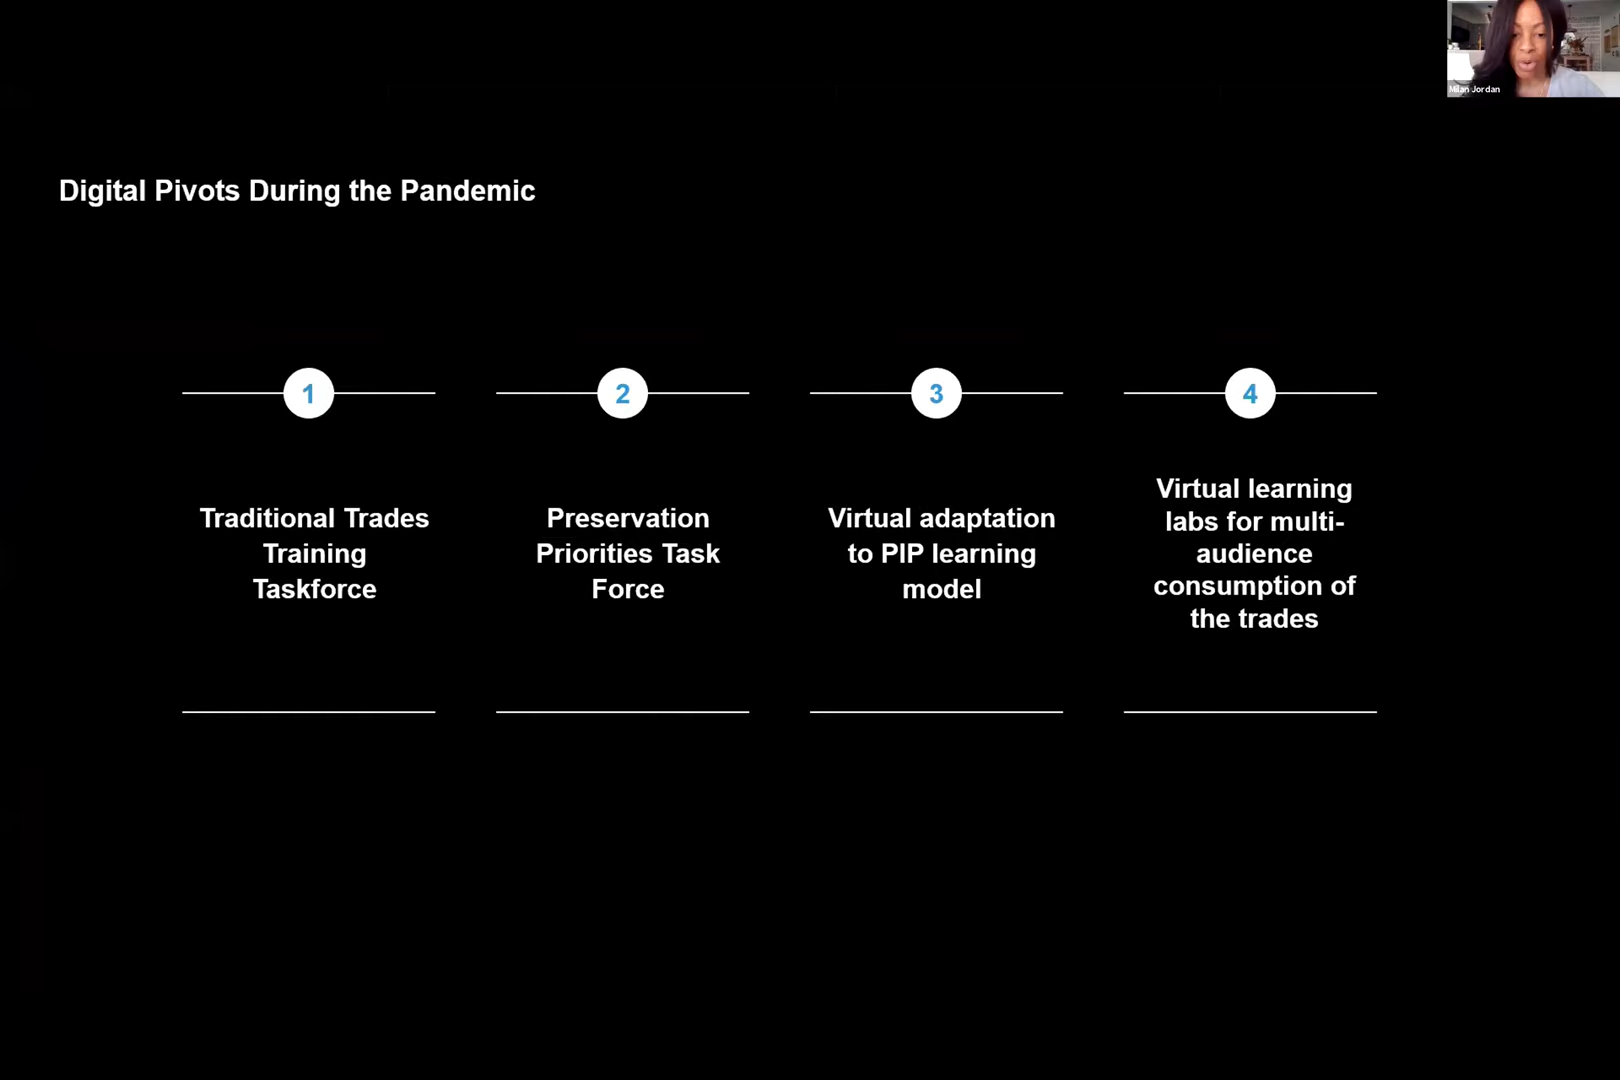 Milan Jordan
Digital Pivots During the Pandemic
1
Traditional Trades
Training
Taskforce
2
Preservation
Priorities Task
Force
3
Virtual adaptation
to PIP learning
model
4
Virtual learning
labs for multi-
audience
consumption of
the trades